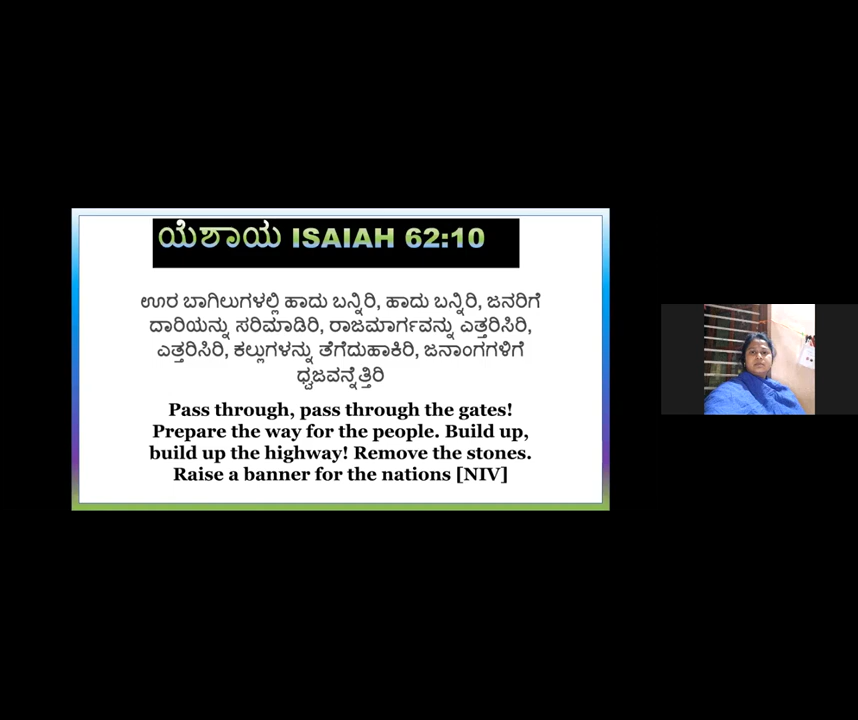 ಯೆಶಾಯ ISAIAH 62:10
ಊರ ಬಾಗಿಲುಗಳಲ್ಲಿ ಹಾದು ಬನ್ನಿರಿ, ಹಾದು ಬನ್ನಿರಿ, ಜನರಿಗೆ
ದಾರಿಯನ್ನು ಸರಿಮಾಡಿರಿ, ರಾಜಮಾರ್ಗವನ್ನು ಎತ್ತರಿಸಿರಿ,
ಎತ್ತರಿಸಿರಿ, ಕಲ್ಲುಗಳನ್ನು ತೆಗೆದುಹಾಕಿರಿ, ಜನಾಂಗಗಳಿಗೆ
ಧ್ವಜವನ್ನೆತ್ತಿರಿ
Pass through, pass through the gates!
Prepare the way for the people. Build up,
build up the highway! Remove the stones.
Raise a banner for the nations [NIV]